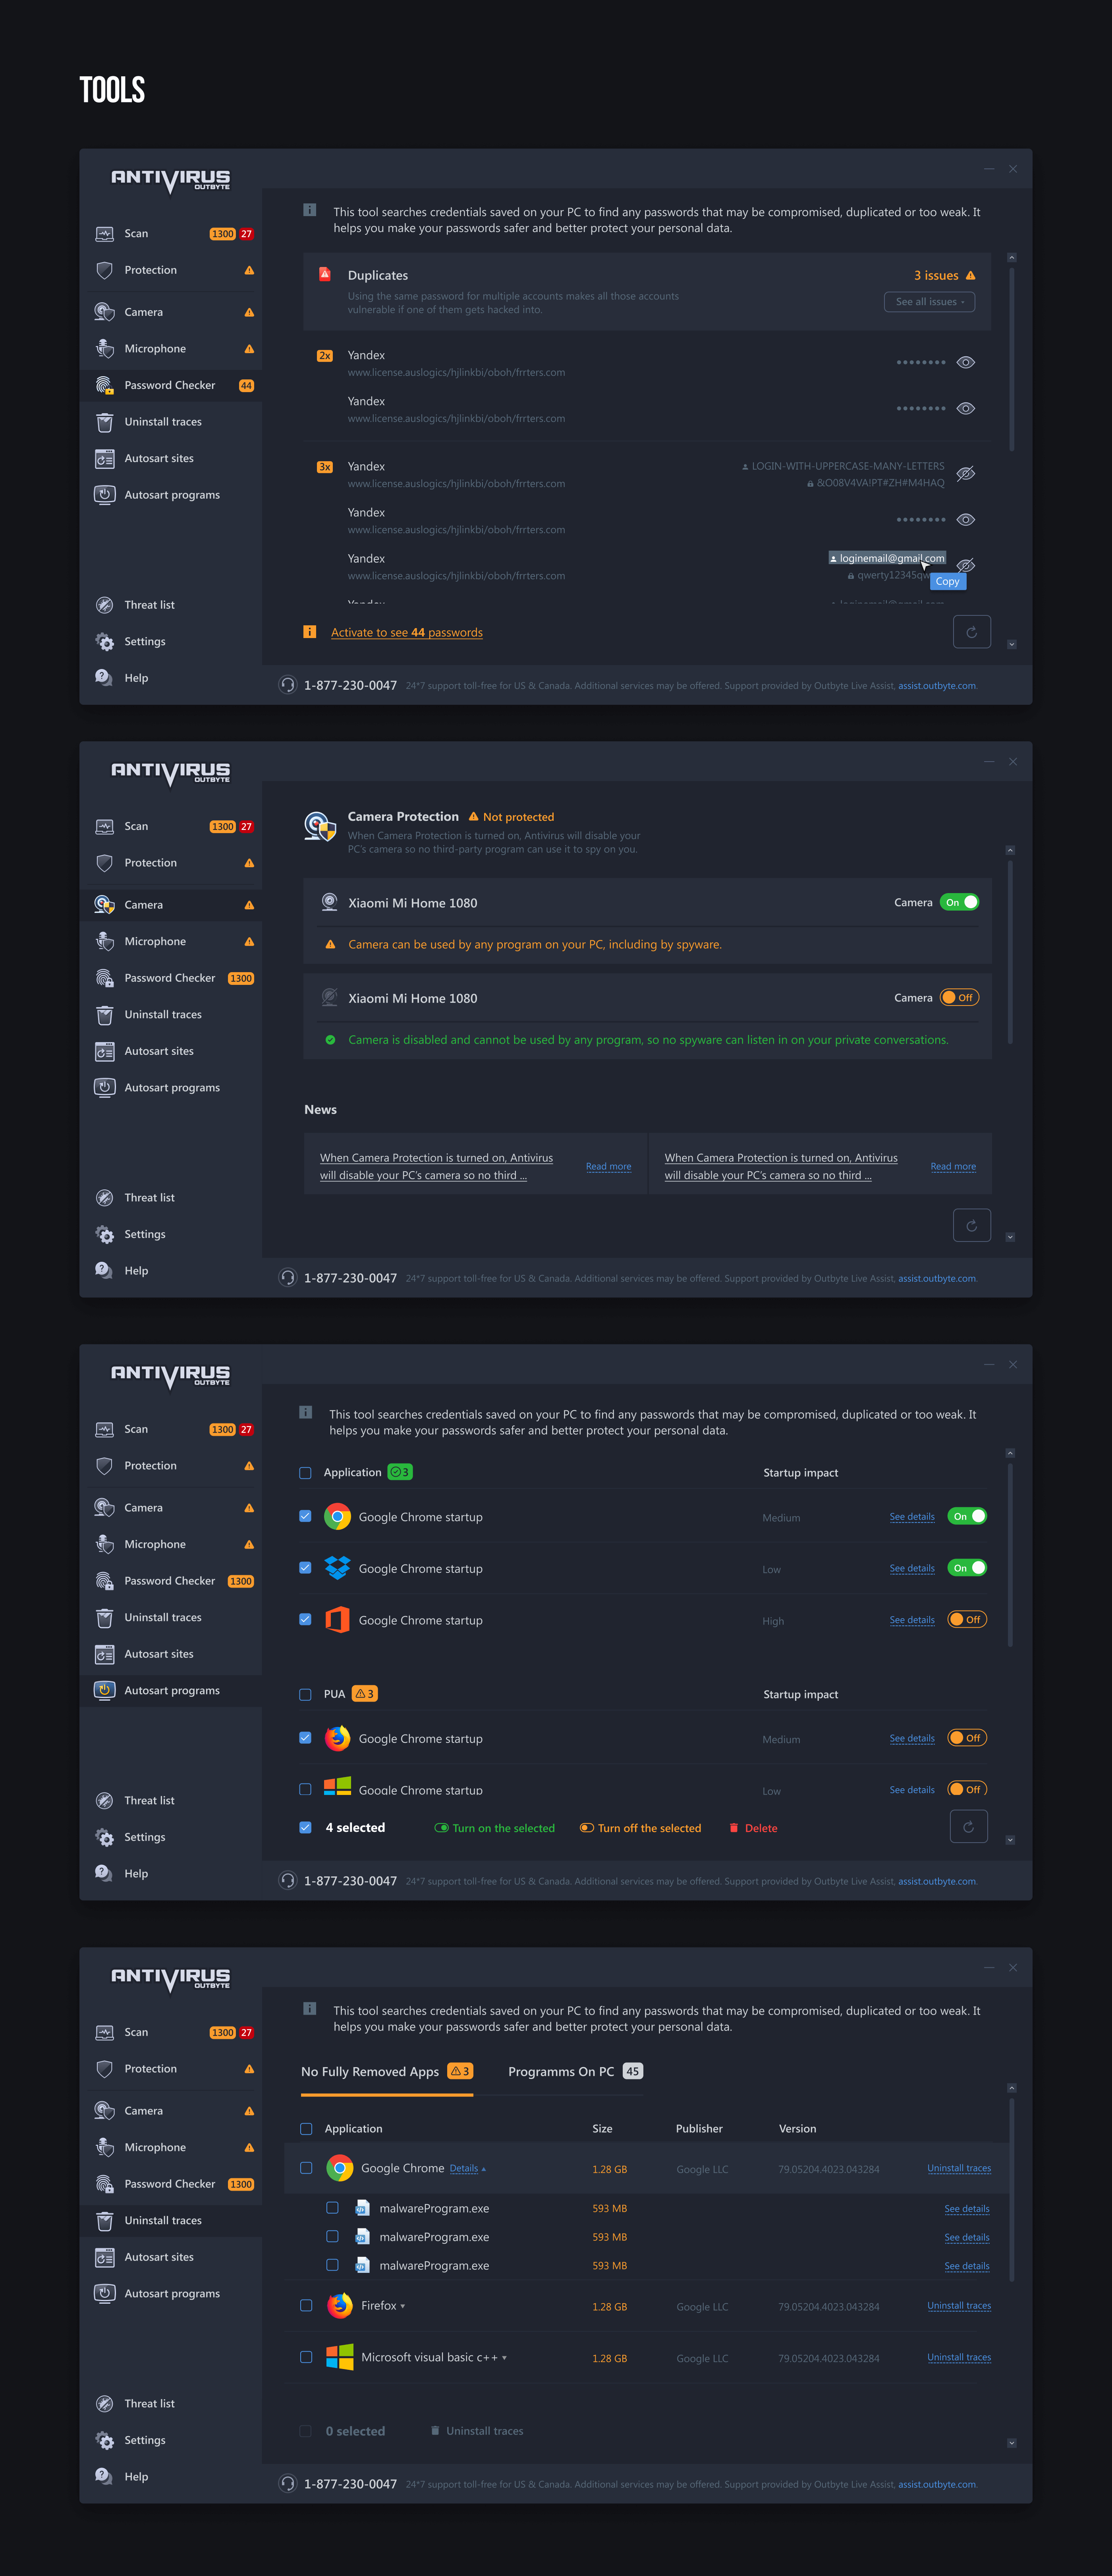 TOOLS
ANTIVIRUS
OUTBYTE
Scan 1300 27
Protection
Camera
Microphone
Password Checker 44
Uninstall traces
Autosart sites
Autosart programs
Threat list
Settings
Help
This tool searches credentials saved on your PC to find any passwords that may be compromised, duplicated or too weak. It
helps you make your passwords safer and better protect your personal data.
Duplicates
3 issues
Using the same password for multiple accounts makes all those accounts
vulnerable if one of them gets hacked into.
See all issues
2x Yandex
www.license.auslogics/hjlinkbi/oboh/frrters.com
Yandex
www.license.auslogics/hjlinkbi/oboh/frrters.com
3x Yandex LOGIN-WITH-UPPERCASE-MANY-LETTERS
www.license.auslogics/hjlinkbi/oboh/frrters.com &O08V4VA!PT#ZH#M4HAQ
Yandex
www.license.auslogics/hjlinkbi/oboh/frrters.com
Yandex loginemail@gmail.com
www.license.auslogics/hjlinkbi/oboh/frrters.com qwerty12345qw
Copy
Yandex loginemail@gmail.com
Activate to see 44 passwords
1-877-230-0047 24*7 support toll-free for US & Canada. Additional services may be offered. Support provided by Outbyte Live Assist, assist.outbyte.com.
ANTIVIRUS
OUTBYTE
Scan 1300 27
Protection
Camera
Microphone
Password Checker 1300
Uninstall traces
Autosart sites
Autosart programs
Threat list
Settings
Help
Camera Protection Not protected
When Camera Protection is turned on, Antivirus will disable your
PC's camera so no third-party program can use it to spy on you.
Xiaomi Mi Home 1080 Camera On
Camera can be used by any program on your PC, including by spyware.
Xiaomi Mi Home 1080 Camera Off
Camera is disabled and cannot be used by any program, so no spyware can listen in on your private conversations.
News
When Camera Protection is turned on, Antivirus
will disable your PC's camera so no third ...
Read more
When Camera Protection is turned on, Antivirus
will disable your PC's camera so no third ...
Read more
1-877-230-0047 24*7 support toll-free for US & Canada. Additional services may be offered. Support provided by Outbyte Live Assist, assist.outbyte.com.
ANTIVIRUS
OUTBYTE
Scan 1300 27
Protection
Camera
Microphone
Password Checker 1300
Uninstall traces
Autosart sites
Autosart programs
Threat list
Settings
Help
This tool searches credentials saved on your PC to find any passwords that may be compromised, duplicated or too weak. It
helps you make your passwords safer and better protect your personal data.
Application 3 Startup impact
Google Chrome startup Medium See details On
Google Chrome startup Low See details On
Google Chrome startup High See details Off
PUA 3 Startup impact
Google Chrome startup Medium See details Off
Google Chrome startup Low See details Off
4 selected Turn on the selected Turn off the selected Delete
1-877-230-0047 24*7 support toll-free for US & Canada. Additional services may be offered. Support provided by Outbyte Live Assist, assist.outbyte.com.
ANTIVIRUS
OUTBYTE
Scan 1300 27
Protection
Camera
Microphone
Password Checker 1300
Uninstall traces
Autosart sites
Autosart programs
Threat list
Settings
Help
This tool searches credentials saved on your PC to find any passwords that may be compromised, duplicated or too weak. It
helps you make your passwords safer and better protect your personal data.
No Fully Removed Apps 3 Programms On PC 45
Application Size Publisher Version
Google Chrome Details 1.28 GB Google LLC 79.05204.4023.043284 Uninstall traces
malwareProgram.exe 593 MB See details
malwareProgram.exe 593 MB See details
malwareProgram.exe 593 MB See details
Firefox 1.28 GB Google LLC 79.05204.4023.043284 Uninstall traces
Microsoft visual basic c++ 1.28 GB Google LLC 79.05204.4023.043284 Uninstall traces
0 selected Uninstall traces
1-877-230-0047 24*7 support toll-free for US & Canada. Additional services may be offered. Support provided by Outbyte Live Assist, assist.outbyte.com.